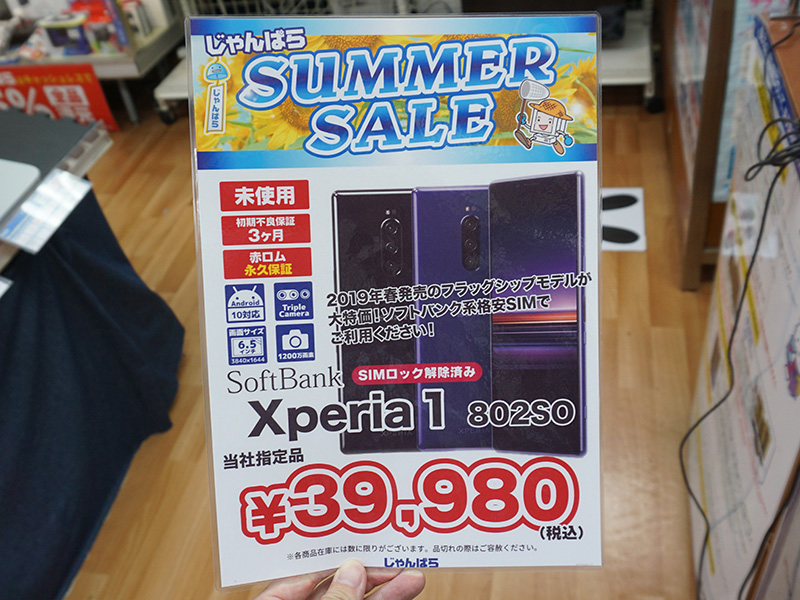 じゃんぱら
SUMMER
SALE
じゃんぱら
未使用
初期不良保証
3ヶ月
赤ロム
永久保証
Android
10対応
Triple
Camera
画面サイズ
6.5インチ
3840x1644
1200万画素
2019年春発売のフラッグシップモデルが
大特価！ソフトバンク系格安SIMで
ご利用ください！
SoftBank
SIMロック解除済み
Xperia 1 802SO
当社指定品
¥39,980
(税込)
※各商品在庫には数に限りがございます。品切れの際はご容赦ください。
じゃんぱら